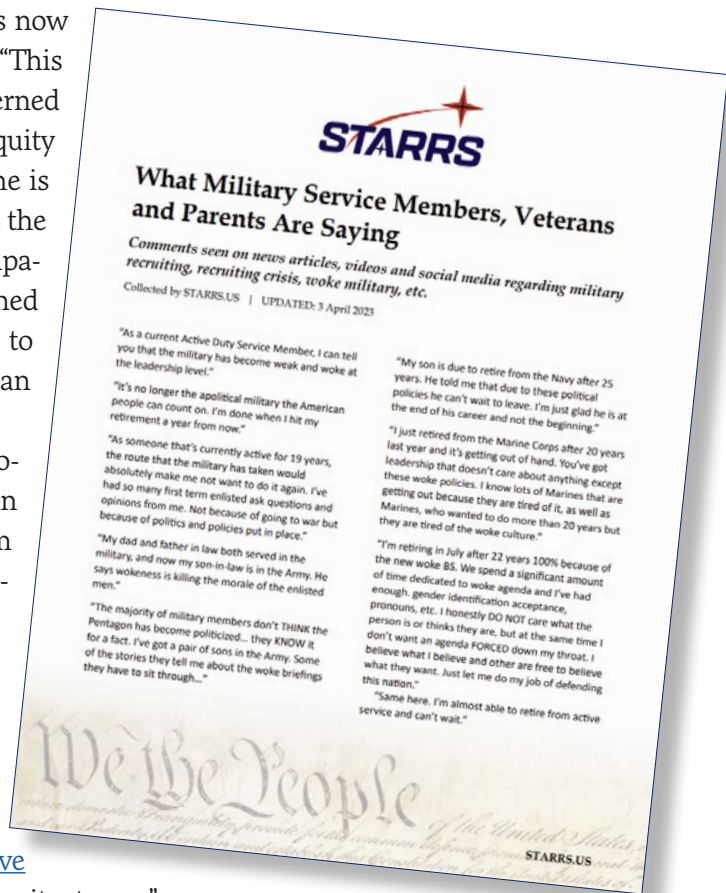 s now
“This
erned
quity
ne is
the
npa-
ned
to
an
o-
n
n
-
ve
STARRS
What Military Service Members, Veterans
and Parents Are Saying
Comments seen on news articles, videos and social media regarding military
recruiting, recruiting crisis, woke military, etc.
Collected by STARRS.US | UPDATED: 3 April 2023
“As a current Active Duty Service Member, I can tell
you that the military has become weak and woke at
the leadership level.”
“It’s no longer the apolitical military the American
people can count on. I’m done when I hit my
retirement a year from now.”
“As someone that’s currently active for 19 years,
the route that the military has taken would
absolutely make me not want to do it again. I’ve
had so many first term enlisted ask questions and
opinions from me. Not because of going to war but
because of politics and policies put in place.”
“My dad and father in law both served in the
military, and now my son-in-law is in the Army. He
says wokeness is killing the morale of the enlisted
men.”
“The majority of military members don’t THINK the
Pentagon has become politicized... they KNOW it
for a fact. I’ve got a pair of sons in the Army. Some
of the stories they tell me about the woke briefings
they have to sit through...”
“My son is due to retire from the Navy after 25
years. He told me that due to these political
policies he can’t wait to leave. I’m just glad he is at
the end of his career and not the beginning.”
“I just retired from the Marine Corps after 20 years
last year and it’s getting out of hand. You’ve got
leadership that doesn’t care about anything except
these woke policies. I know lots of Marines that are
getting out because they are tired of it, as well as
Marines, who wanted to do more than 20 years but
they are tired of the woke culture.”
“I’m retiring in July after 22 years 100% because of
the new woke BS. We spend a significant amount
of time dedicated to woke agenda and I’ve had
enough. gender identification acceptance,
pronouns, etc. I honestly DO NOT care what the
person is or thinks they are, but at the same time I
don’t want an agenda FORCED down my throat. I
believe what I believe and other are free to believe
what they want. Just let me do my job of defending
this nation.”
“Same here. I’m almost able to retire from active
service and can’t wait.”
We the People
of the United States,
STARRS.US